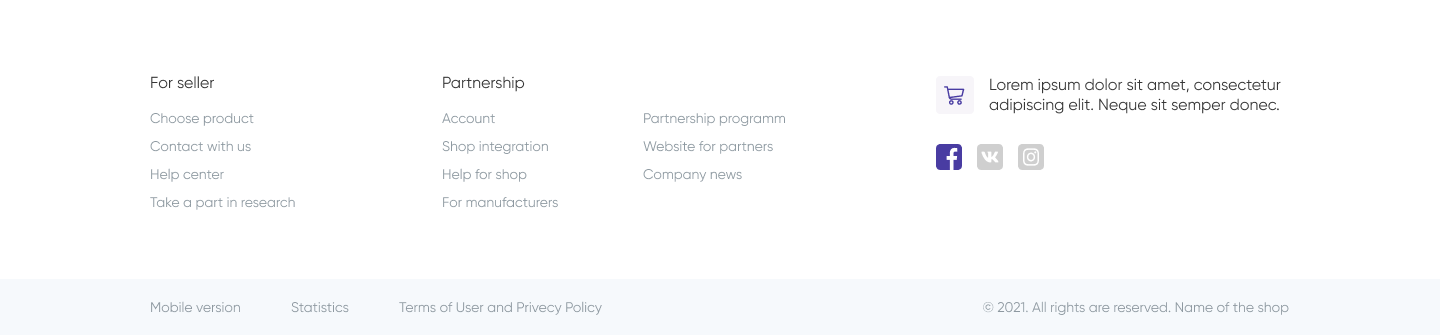 For seller
Choose product
Contact with us
Help center
Take a part in research
Partnership
Account
Shop integration
Help for shop
For manufacturers
Partnership programm
Website for partners
Company news
Lorem ipsum dolor sit amet, consectetur
adipiscing elit. Neque sit semper donec.
Mobile version
Statistics
Terms of User and Privecy Policy
© 2021. All rights are reserved. Name of the shop